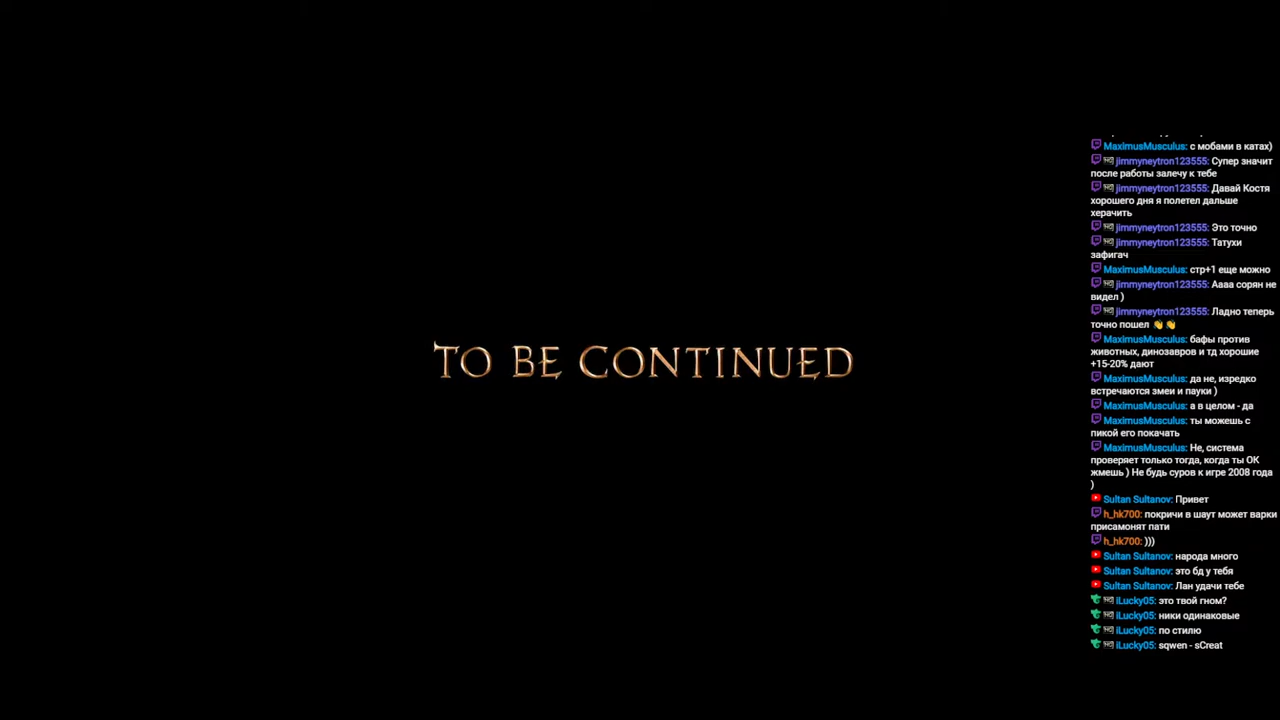 TO BE CONTINUED
MaximusMusculus: с мобами в катах)
jimmyneytron123555: Супер значит
после работы залечу к тебе
jimmyneytron123555: Давай Костя
хорошего дня я полетел дальше
херачить
jimmyneytron123555: Это точно
jimmyneytron123555: Татухи
зафигач
MaximusMusculus: стр+1 еще можно
jimmyneytron123555: Аааа сорян не
видел )
jimmyneytron123555: Ладно теперь
точно пошел 👏👏
MaximusMusculus: бафы против
животных, динозавров и тд хорошие
+15-20% дают
MaximusMusculus: да не, изредко
встречаются змеи и пауки )
MaximusMusculus: а в целом - да
MaximusMusculus: ты можешь с
пикой его покачать
MaximusMusculus: Не, система
проверяет только тогда, когда ты ОК
жмешь ) Не будь суров к игре 2008 года
)
Sultan Sultanov: Привет
h_hk700: покричи в шаут может варки
присамонят пати
h_hk700: )))
Sultan Sultanov: народа много
Sultan Sultanov: это бд у тебя
Sultan Sultanov: Лан удачи тебе
iLucky05: это твой гном?
iLucky05: ники одинаковые
iLucky05: по стилю
iLucky05: sqwen - sCreat